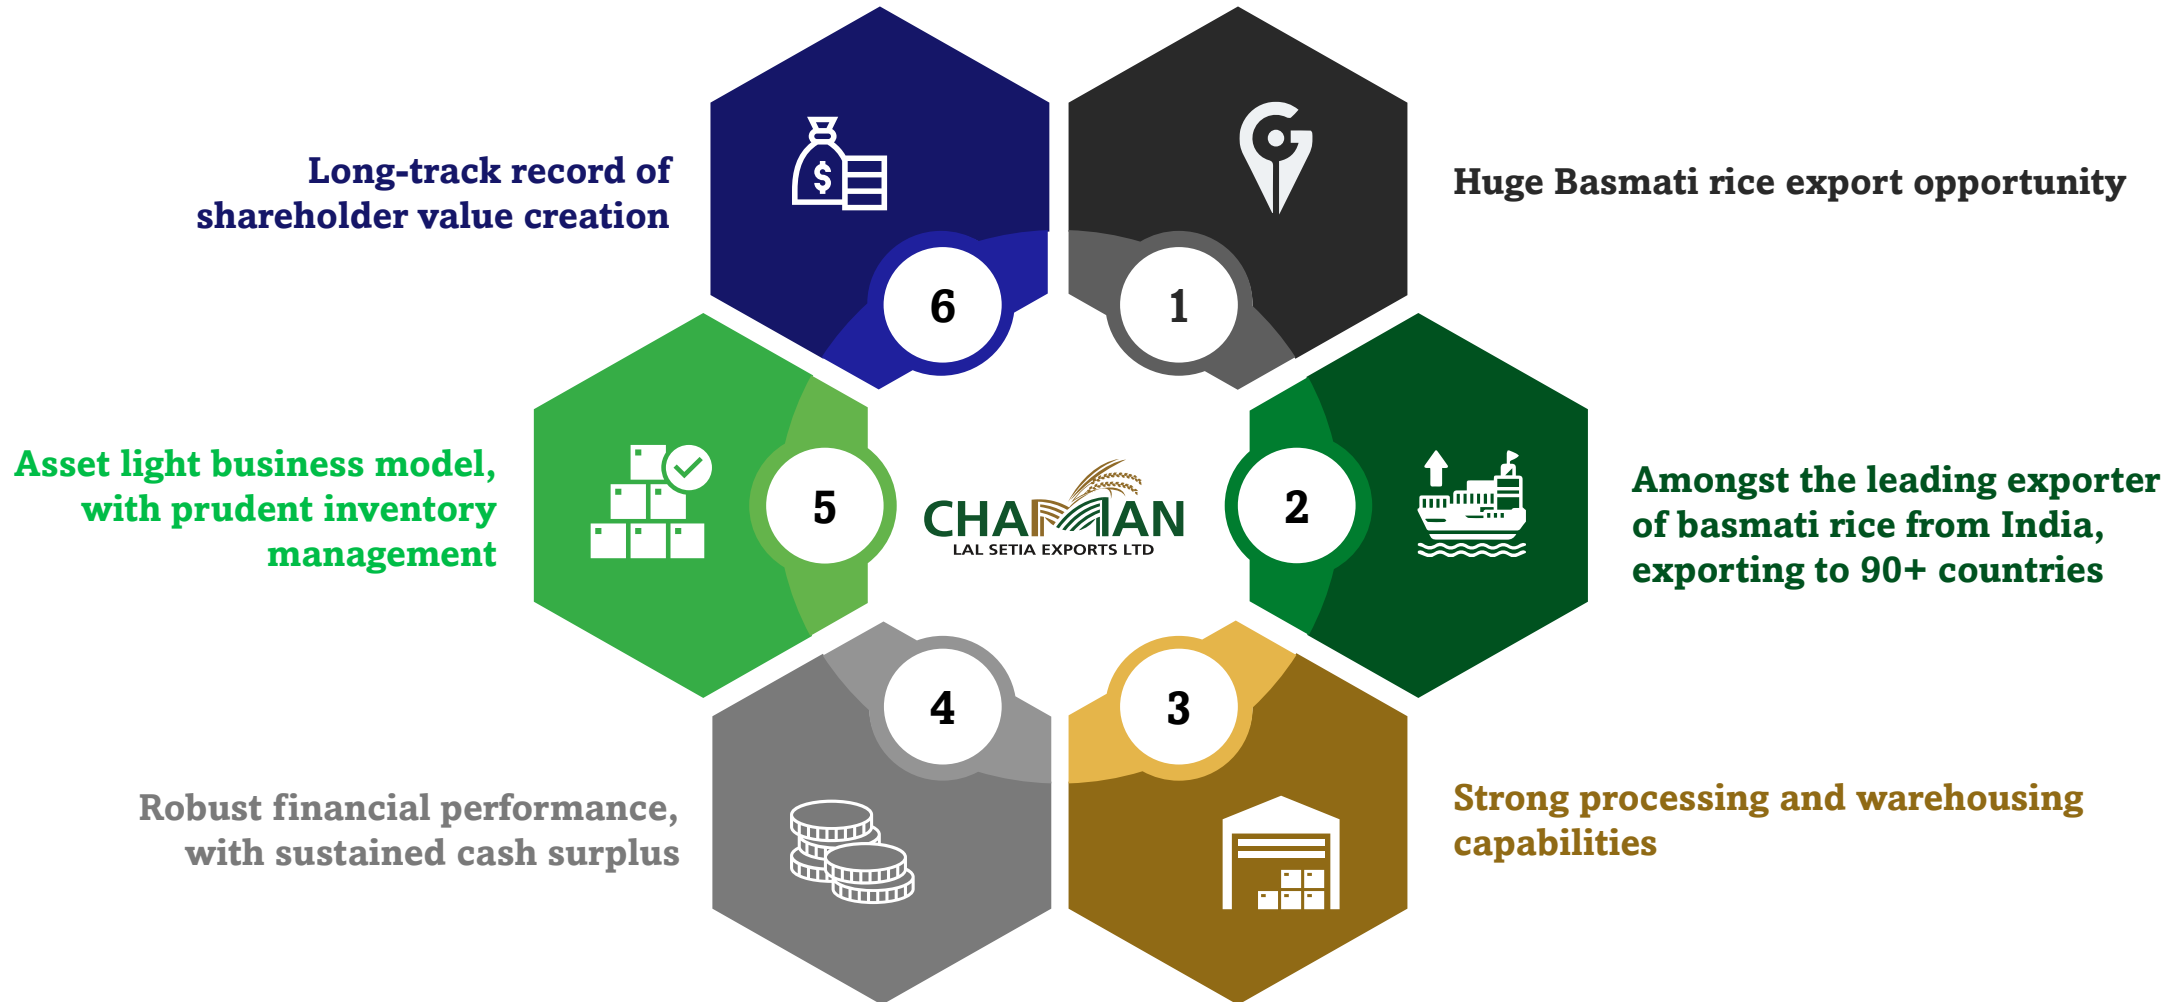 1
Huge Basmati rice export opportunity
2
Amongst the leading exporter
of basmati rice from India,
exporting to 90+ countries
3
Strong processing and warehousing
capabilities
4
Robust financial performance,
with sustained cash surplus
5
Asset light business model,
with prudent inventory
management
6
Long-track record of
shareholder value creation
$
CHAMAN
LAL SETIA EXPORTS LTD